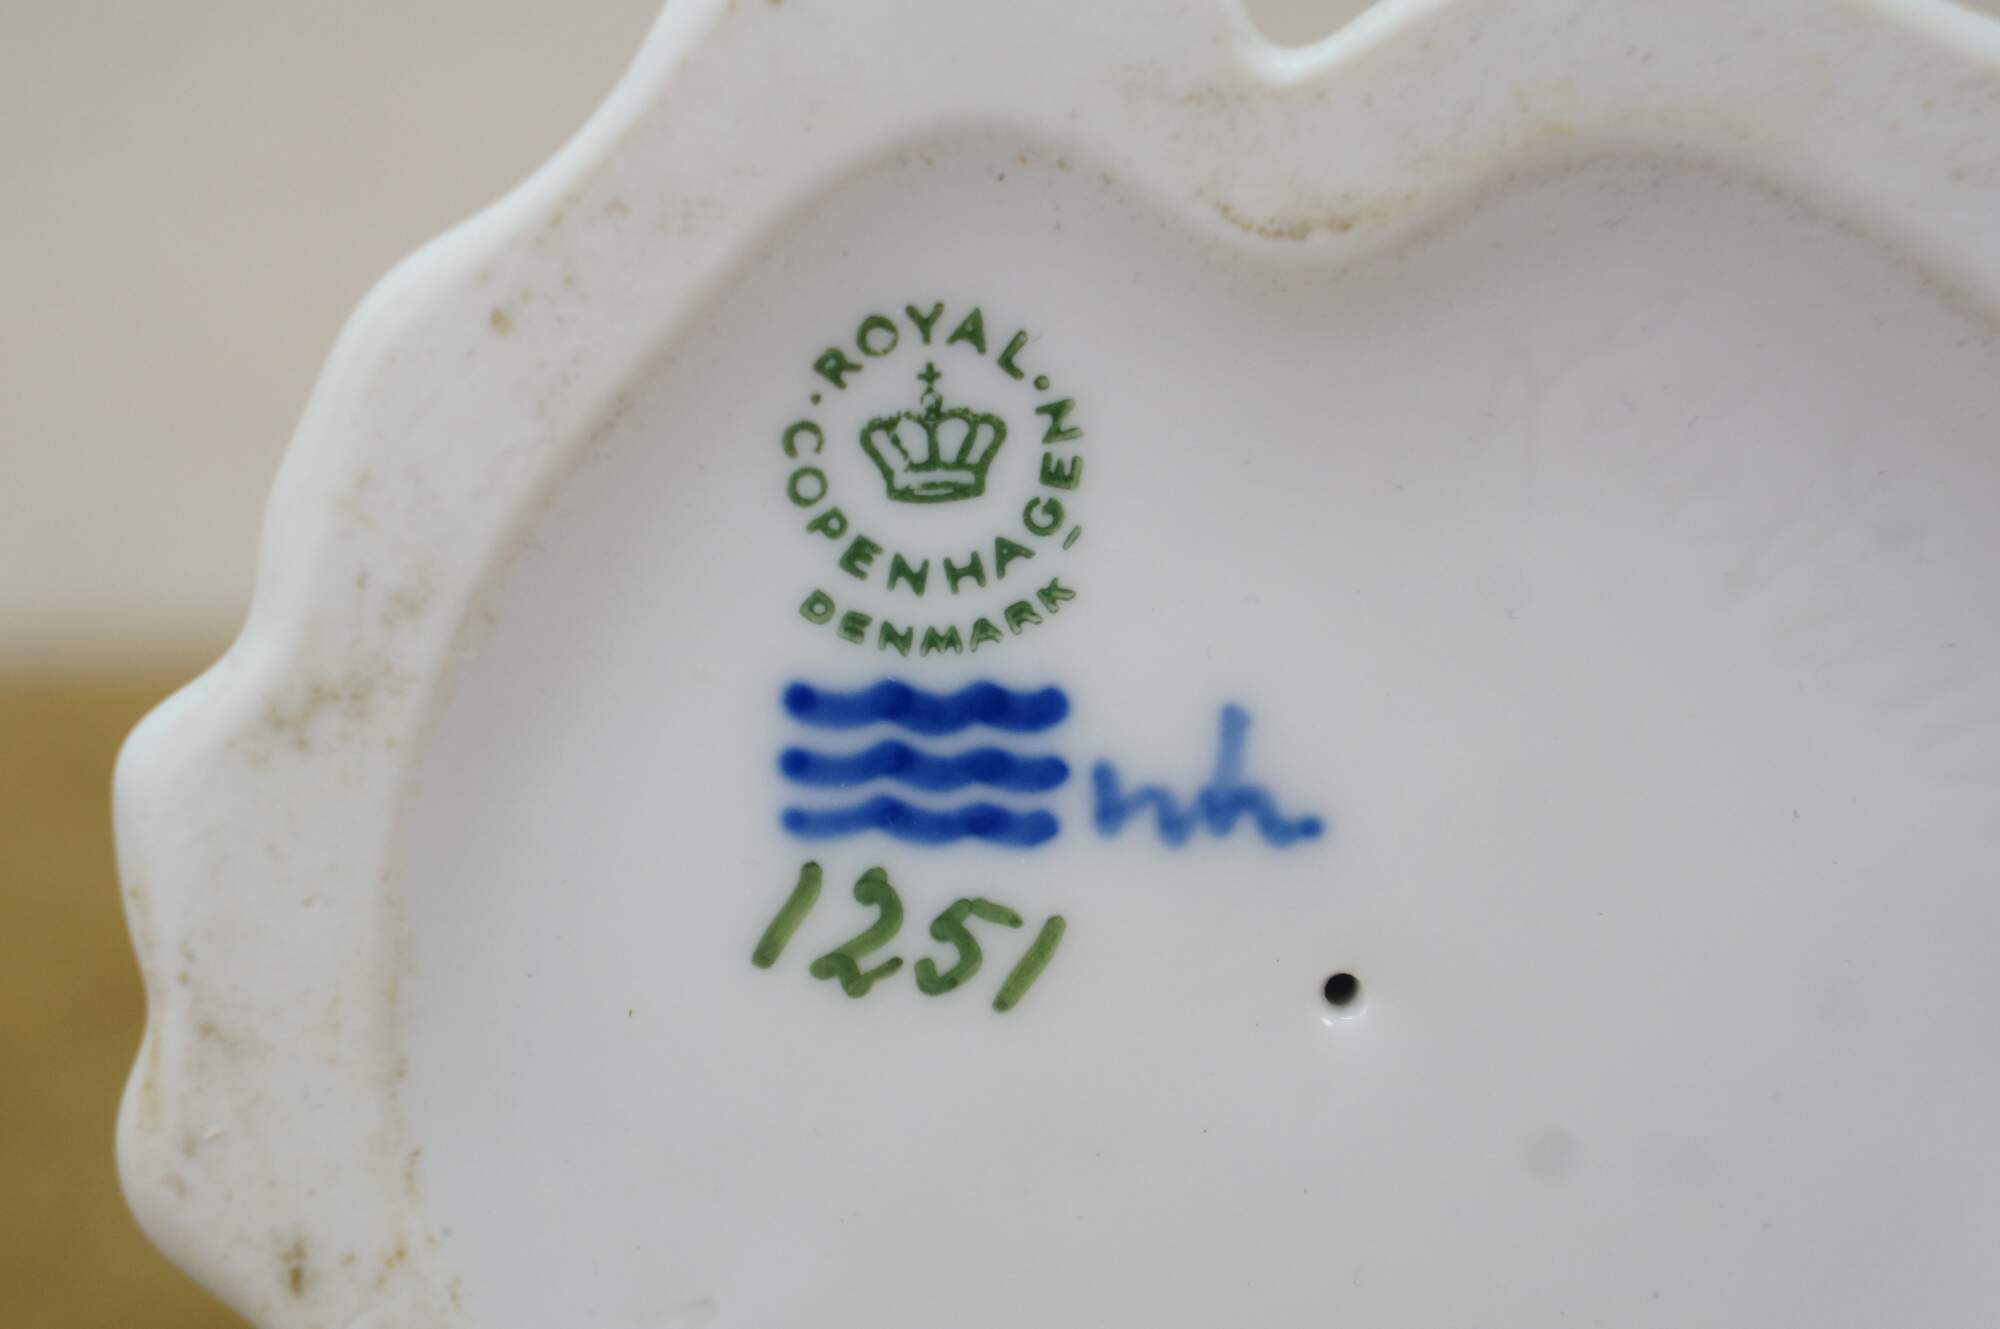 ROYAL
COPENHAGEN
DENMARK
1251